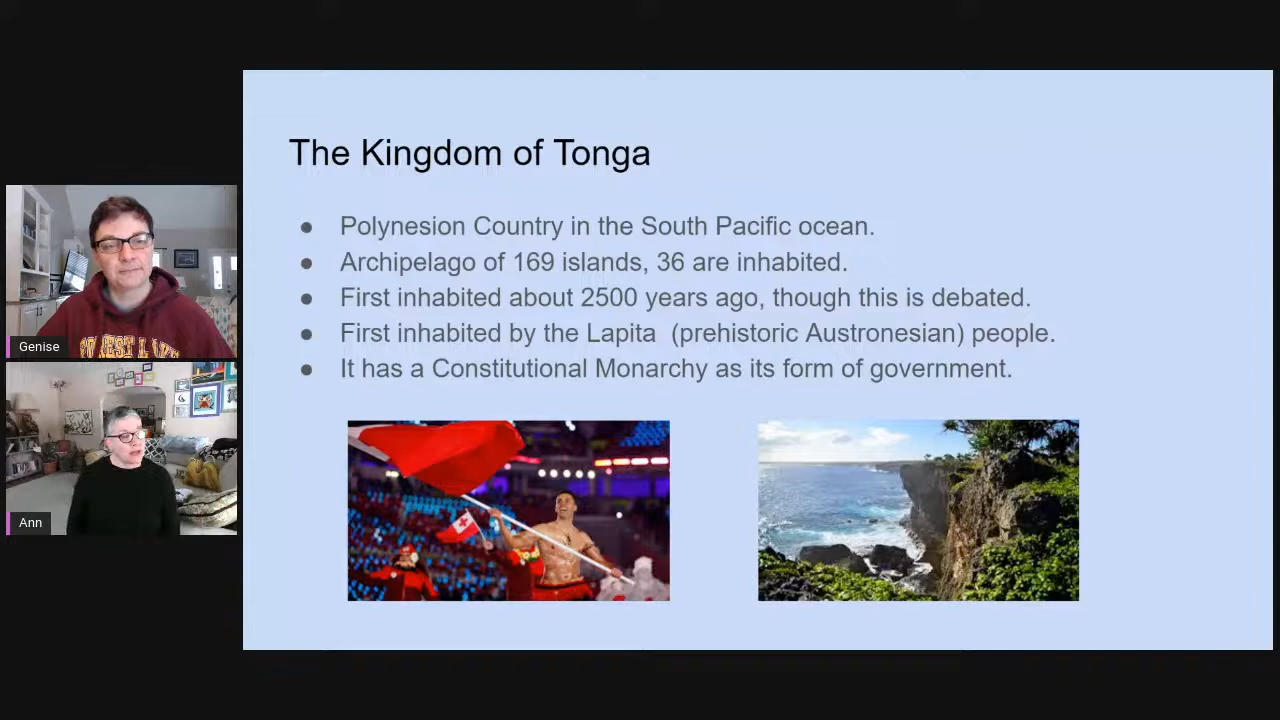 The Kingdom of Tonga
● Polynesion Country in the South Pacific ocean.
● Archipelago of 169 islands, 36 are inhabited.
● First inhabited about 2500 years ago, though this is debated.
● First inhabited by the Lapita  (prehistoric Austronesian) people.
● It has a Constitutional Monarchy as its form of government.
Genise
Ann